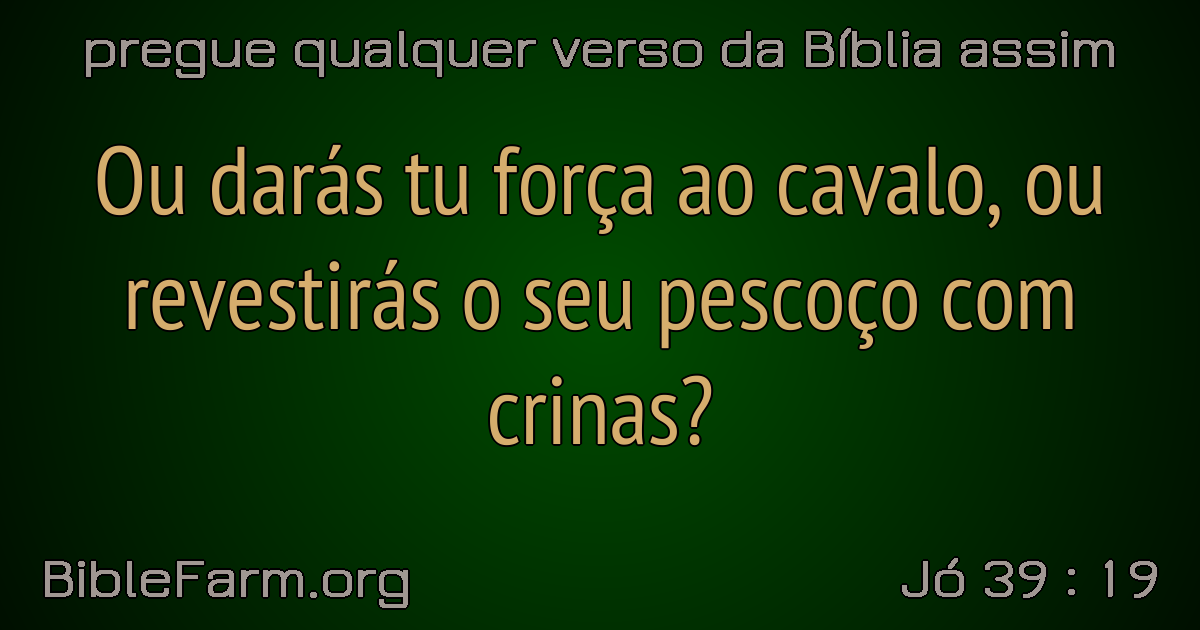 pregue qualquer verso da Bíblia assim
Ou darás tu força ao cavalo, ou
revestirás o seu pescoço com
crinas?
BibleFarm.org
Jó 39 : 19